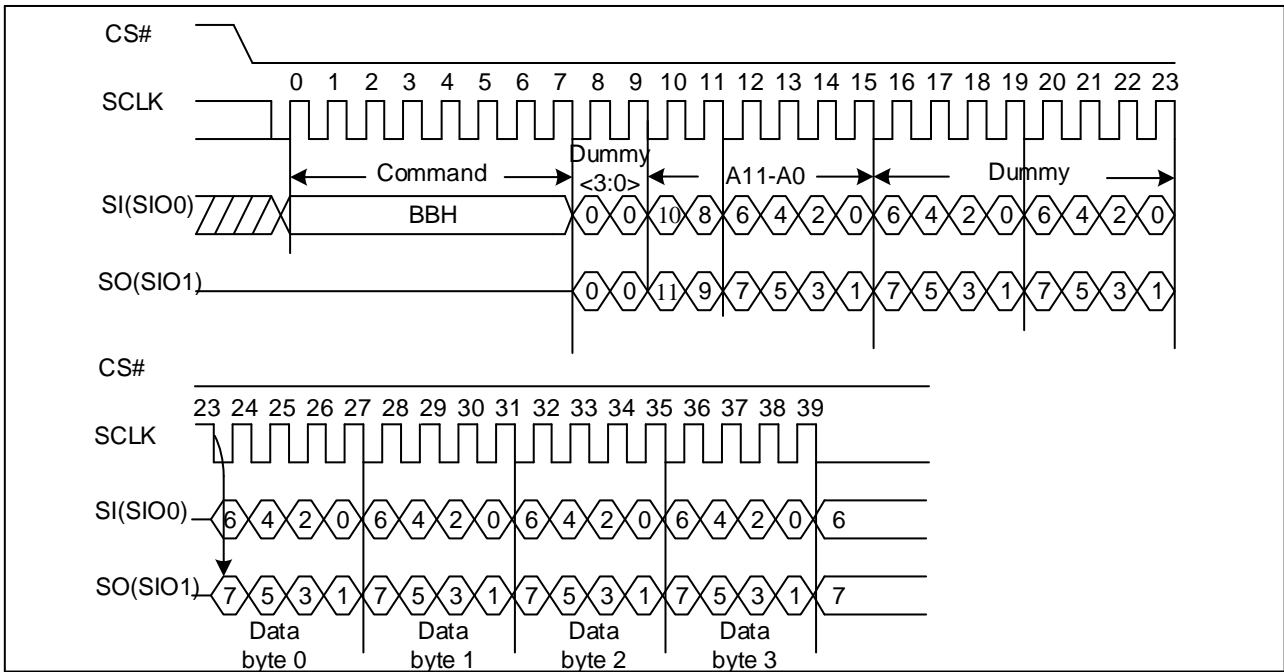 CS#
0 1 2 3 4 5 6 7 8 9 10 11 12 13 14 15 16 17 18 19 20 21 22 23
SCLK
Dummy
Command <3:0> A11-A0 Dummy
SI(SIO0) BBH 0 0 10 8 6 4 2 0 6 4 2 0 6 4 2 0
SO(SIO1) 0 0 11 9 7 5 3 1 7 5 3 1 7 5 3 1
CS#
23 24 25 26 27 28 29 30 31 32 33 34 35 36 37 38 39
SCLK
SI(SIO0) 6 4 2 0 6 4 2 0 6 4 2 0 6 4 2 0 6
SO(SIO1) 7 5 3 1 7 5 3 1 7 5 3 1 7 5 3 1 7
Data Data Data Data
byte 0 byte 1 byte 2 byte 3